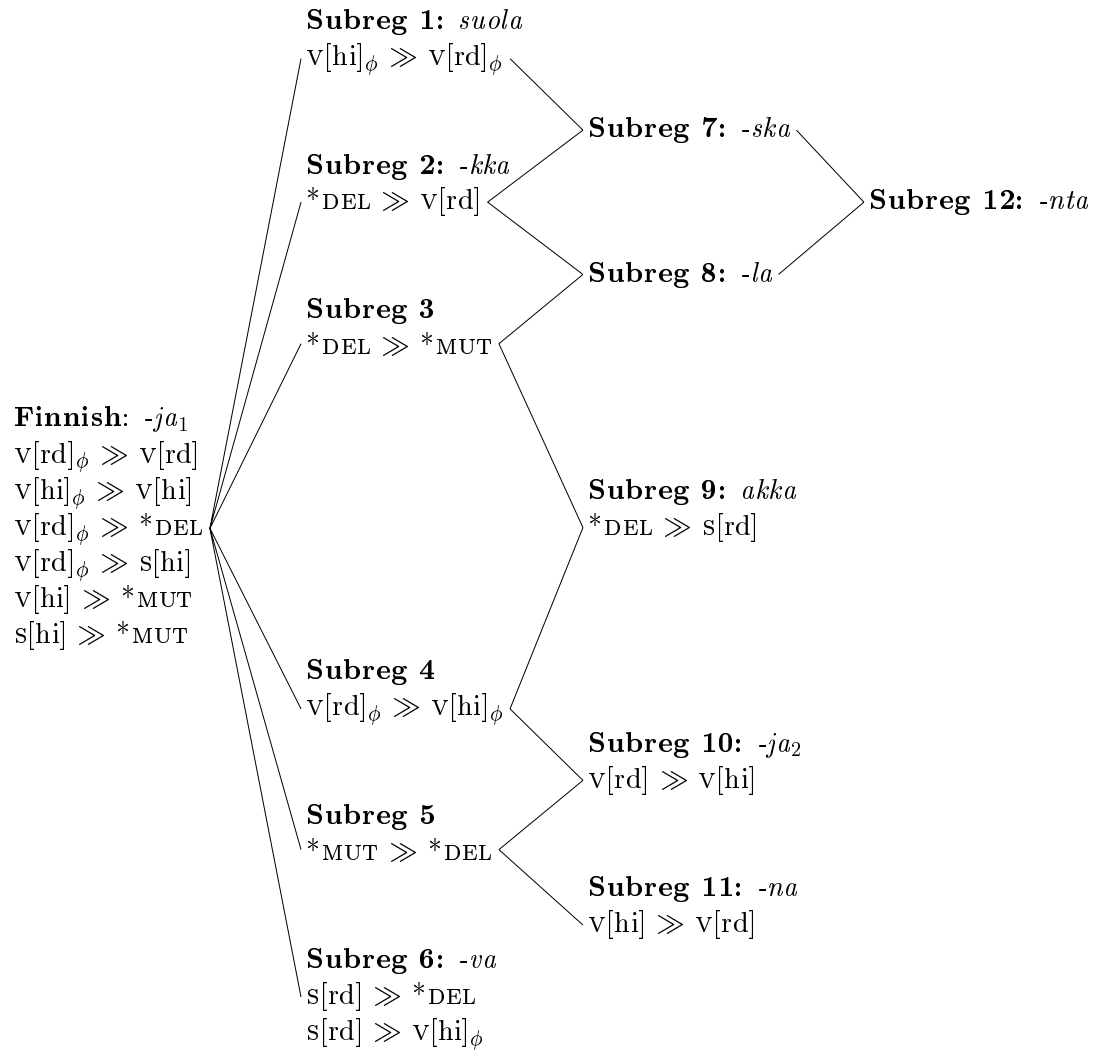 Finnish: -ja₁
v[rd]ᵩ ≫ v[rd]
v[hi]ᵩ ≫ v[hi]
v[rd]ᵩ ≫ *DEL
v[rd]ᵩ ≫ s[hi]
v[hi] ≫ *MUT
s[hi] ≫ *MUT
Subreg 1: suola
v[hi]ᵩ ≫ v[rd]ᵩ
Subreg 2: -kka
*DEL ≫ v[rd]
Subreg 3
*DEL ≫ *MUT
Subreg 4
v[rd]ᵩ ≫ v[hi]ᵩ
Subreg 5
*MUT ≫ *DEL
Subreg 6: -va
s[rd] ≫ *DEL
s[rd] ≫ v[hi]ᵩ
Subreg 7: -ska
Subreg 8: -la
Subreg 9: akka
*DEL ≫ s[rd]
Subreg 10: -ja₂
v[rd] ≫ v[hi]
Subreg 11: -na
v[hi] ≫ v[rd]
Subreg 12: -nta